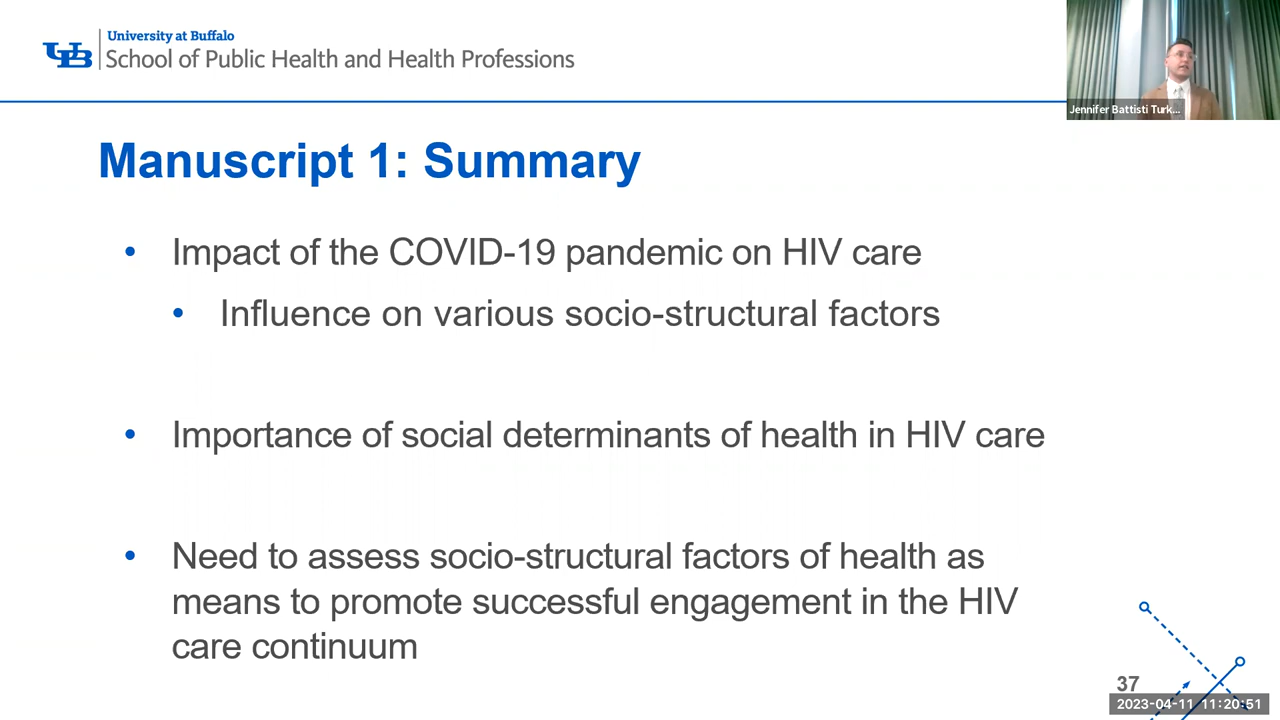 UB
University at Buffalo
School of Public Health and Health Professions
Jennifer Battisti Turk...
Manuscript 1: Summary
• Impact of the COVID-19 pandemic on HIV care
• Influence on various socio-structural factors
• Importance of social determinants of health in HIV care
• Need to assess socio-structural factors of health as
means to promote successful engagement in the HIV
care continuum
37
2023-04-11 11:20:51